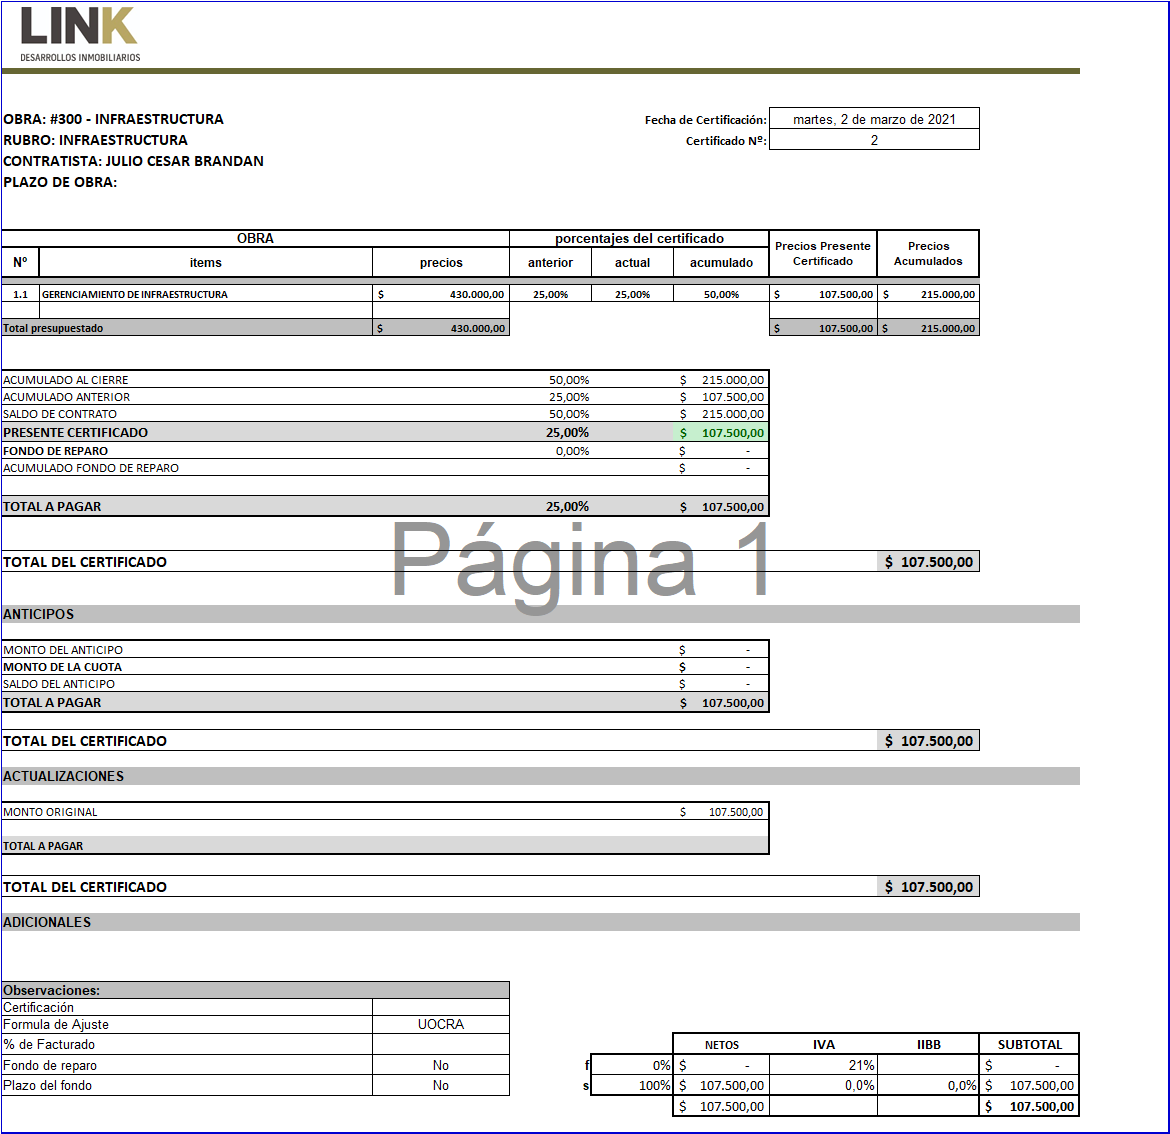 LINK
DESARROLLOS INMOBILIARIOS
OBRA: #300 - INFRAESTRUCTURA
Fecha de Certificación: martes, 2 de marzo de 2021
RUBRO: INFRAESTRUCTURA
Certificado Nº: 2
CONTRATISTA: JULIO CESAR BRANDAN
PLAZO DE OBRA:
OBRA porcentajes del certificado Precios Presente Certificado Precios Acumulados
Nº items precios anterior actual acumulado
1.1 GERENCIAMIENTO DE INFRAESTRUCTURA $ 430.000,00 25,00% 25,00% 50,00% $ 107.500,00 $ 215.000,00
Total presupuestado $ 430.000,00 $ 107.500,00 $ 215.000,00
ACUMULADO AL CIERRE 50,00% $ 215.000,00
ACUMULADO ANTERIOR 25,00% $ 107.500,00
SALDO DE CONTRATO 50,00% $ 215.000,00
PRESENTE CERTIFICADO 25,00% $ 107.500,00
FONDO DE REPARO 0,00% $ -
ACUMULADO FONDO DE REPARO $ -
TOTAL A PAGAR 25,00% $ 107.500,00
Página 1
TOTAL DEL CERTIFICADO $ 107.500,00
ANTICIPOS
MONTO DEL ANTICIPO $ -
MONTO DE LA CUOTA $ -
SALDO DEL ANTICIPO $ -
TOTAL A PAGAR $ 107.500,00
TOTAL DEL CERTIFICADO $ 107.500,00
ACTUALIZACIONES
MONTO ORIGINAL $ 107.500,00
TOTAL A PAGAR
TOTAL DEL CERTIFICADO $ 107.500,00
ADICIONALES
Observaciones:
Certificación
Formula de Ajuste UOCRA
% de Facturado
Fondo de reparo No
Plazo del fondo No
NETOS IVA IIBB SUBTOTAL
f 0% $ - 21% $ -
s 100% $ 107.500,00 0,0% 0,0% $ 107.500,00
$ 107.500,00 $ 107.500,00